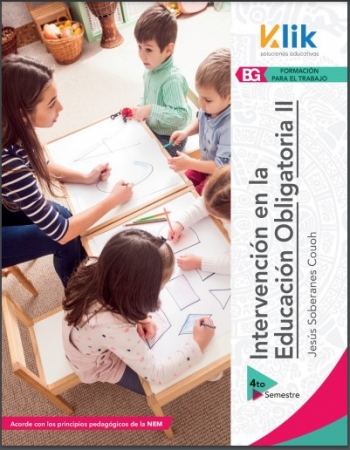 Klik
soluciones educativas
BG
FORMACIÓN
PARA EL TRABAJO
Intervención en la
Educación Obligatoria II
Jesús Soberanes Couoh
4to
Semestre
Acorde con los principios pedagógicos de la NEM